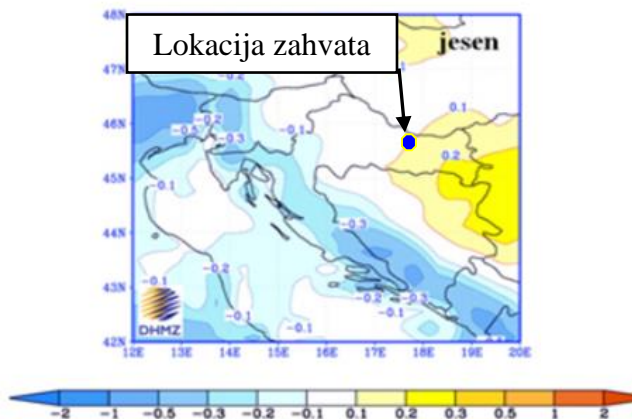 48N
Lokacija zahvata
jesen
47N
-0.2
0.1
46N
-0.2
-0.5
-0.3
-0.1
0.1
0.2
45N
-0.1
-0.1
44N
-0.3
43N
-0.2
-0.1
-0.2
-0.3
-0.1
DHMZ
-0.1
42N
12E 13E 14E 15E 16E 17E 18E 19E 20E
-2 -1 -0.5 -0.3 -0.2 -0.1 0.1 0.2 0.3 0.5 1 2